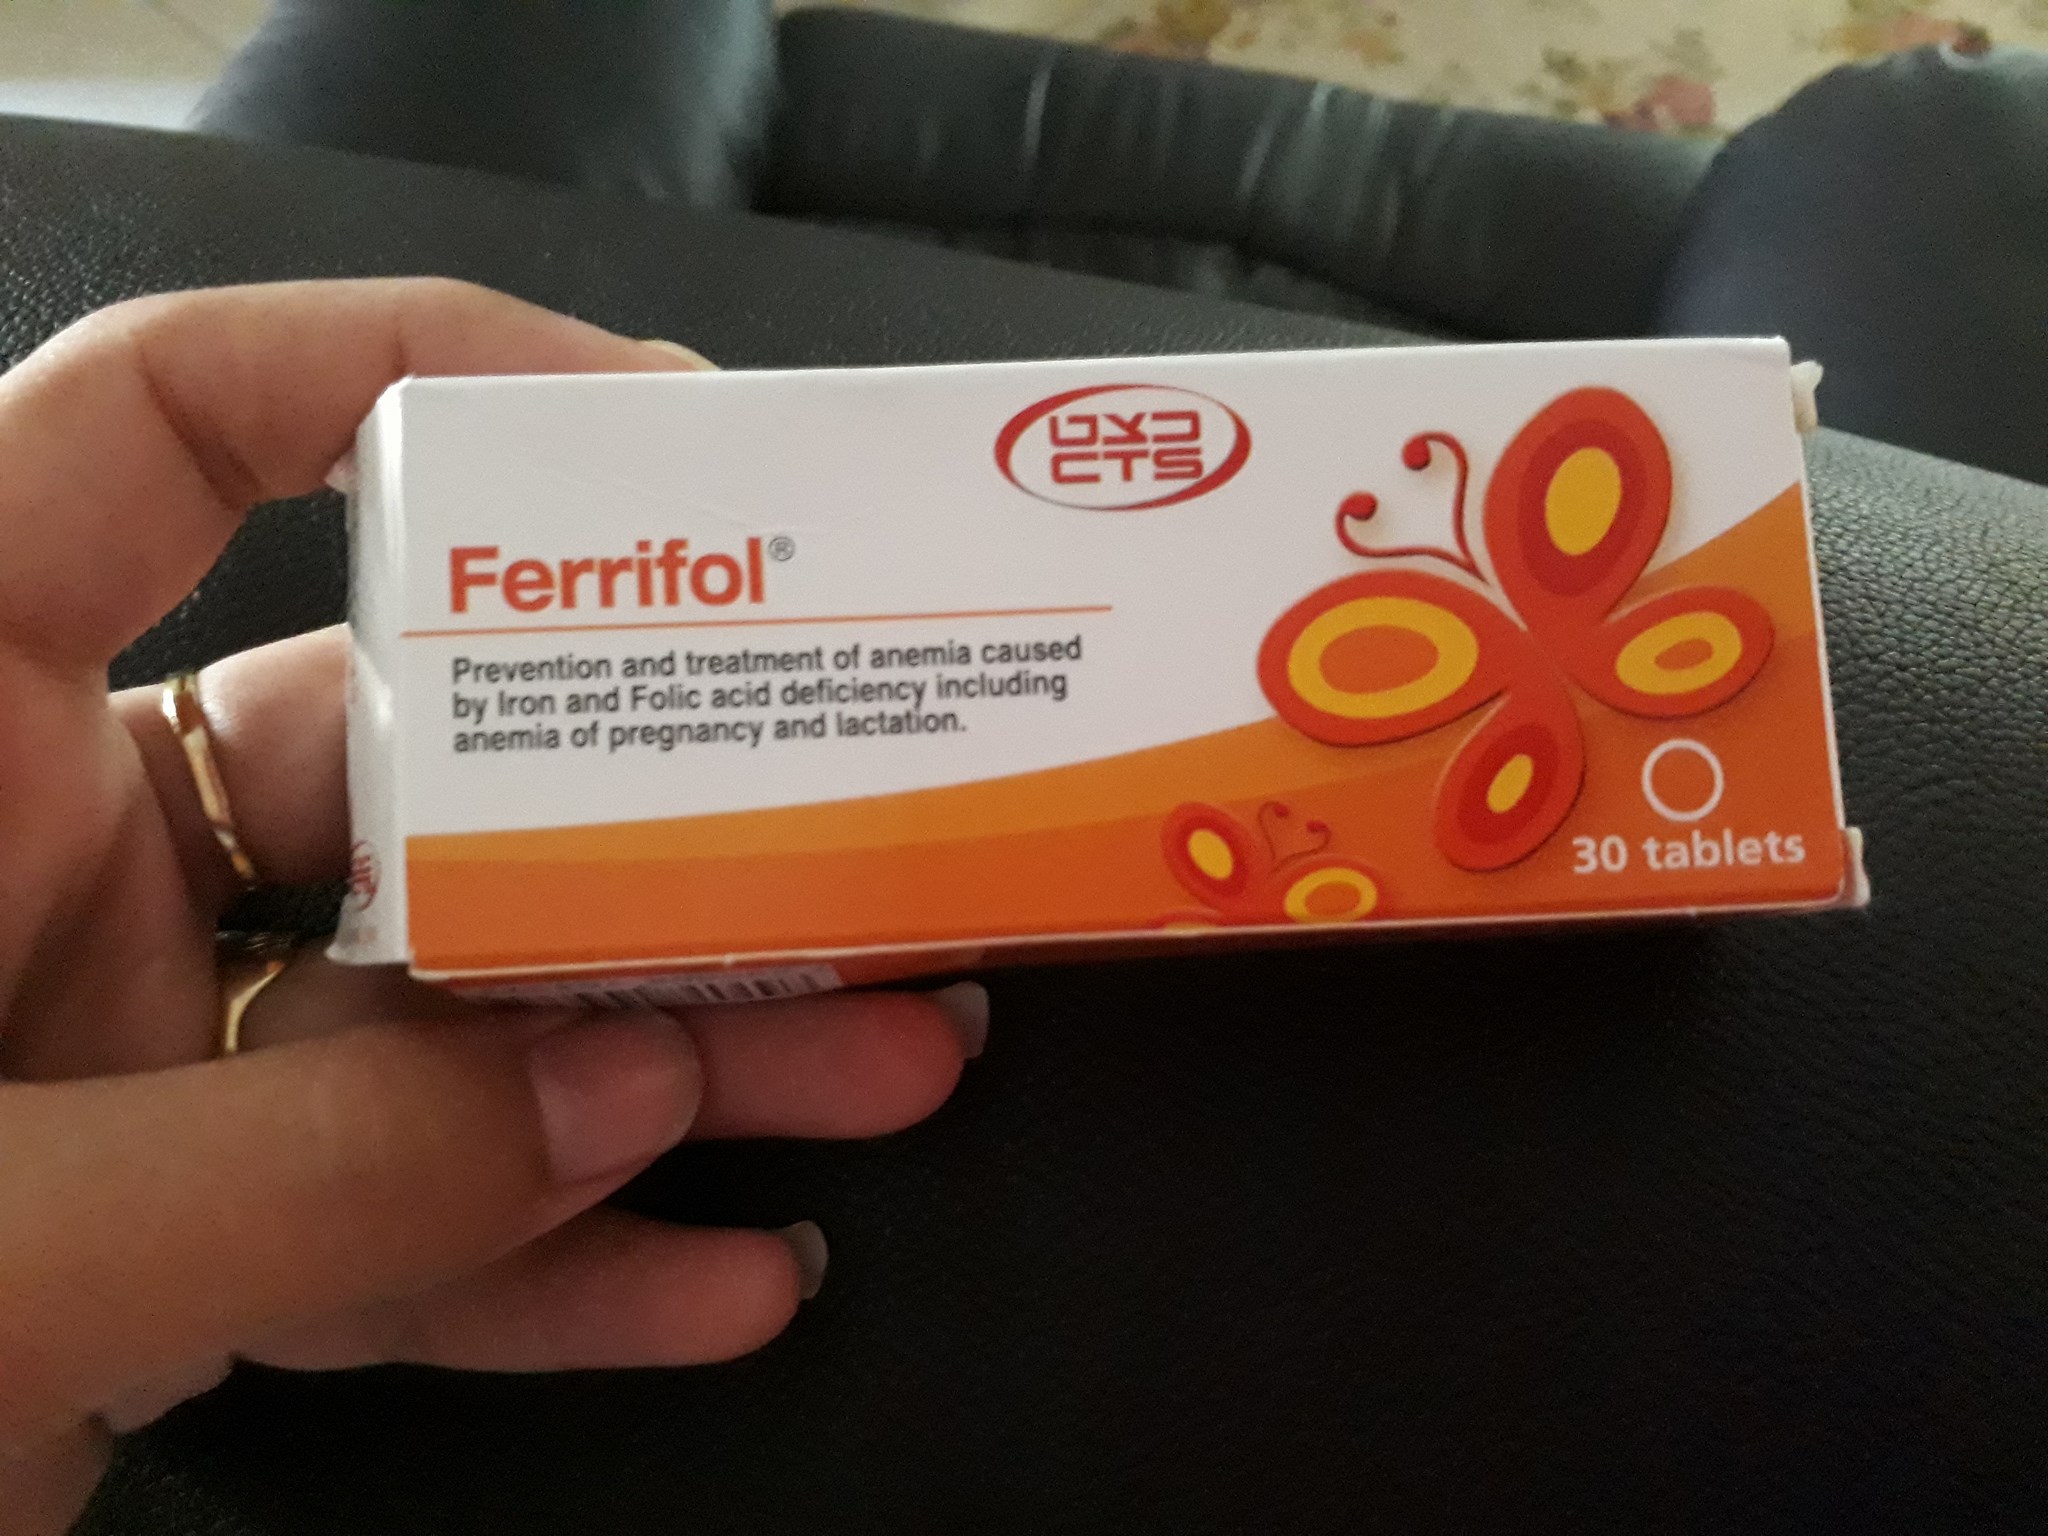 כצט
CTS
Ferrifol®
Prevention and treatment of anemia caused
by Iron and Folic acid deficiency including
anemia of pregnancy and lactation.
30 tablets